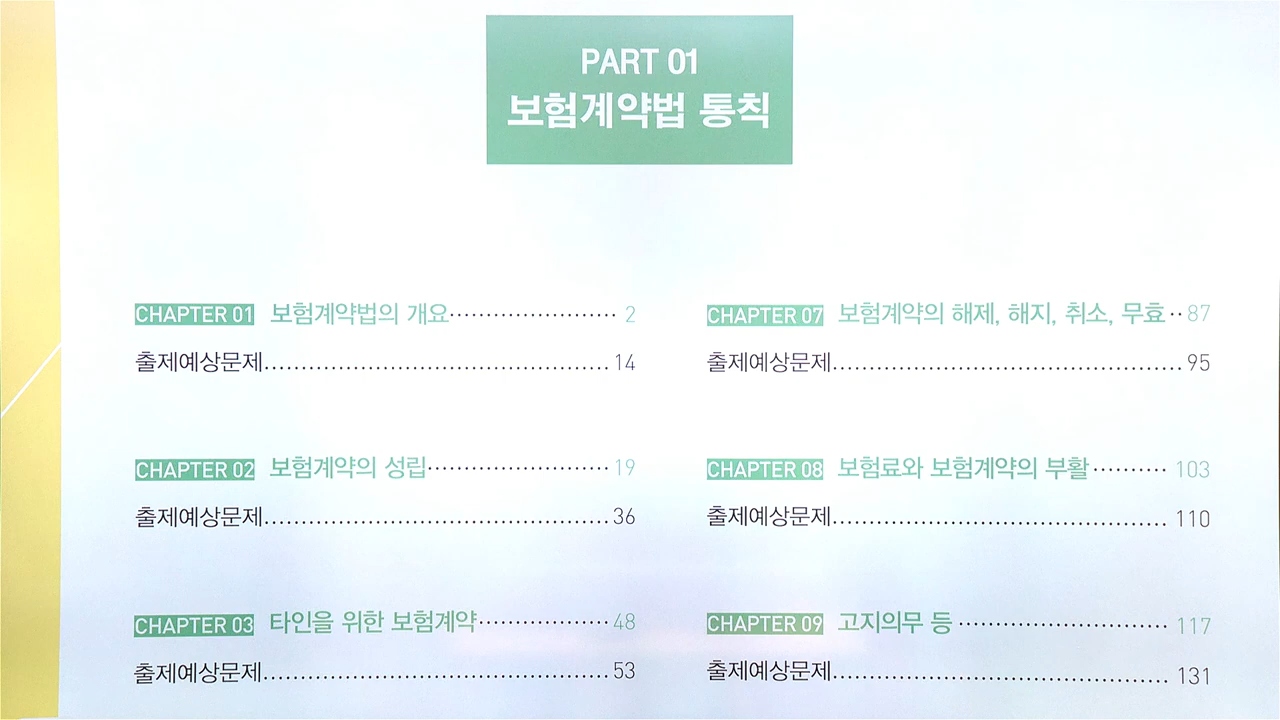 PART 01
보험계약법 통칙
CHAPTER 01 보험계약법의 개요 2
출제예상문제 14
CHAPTER 02 보험계약의 성립 19
출제예상문제 36
CHAPTER 03 타인을 위한 보험계약 48
출제예상문제 53
CHAPTER 07 보험계약의 해제, 해지, 취소, 무효 87
출제예상문제 95
CHAPTER 08 보험료와 보험계약의 부활 103
출제예상문제 110
CHAPTER 09 고지의무 등 117
출제예상문제 131